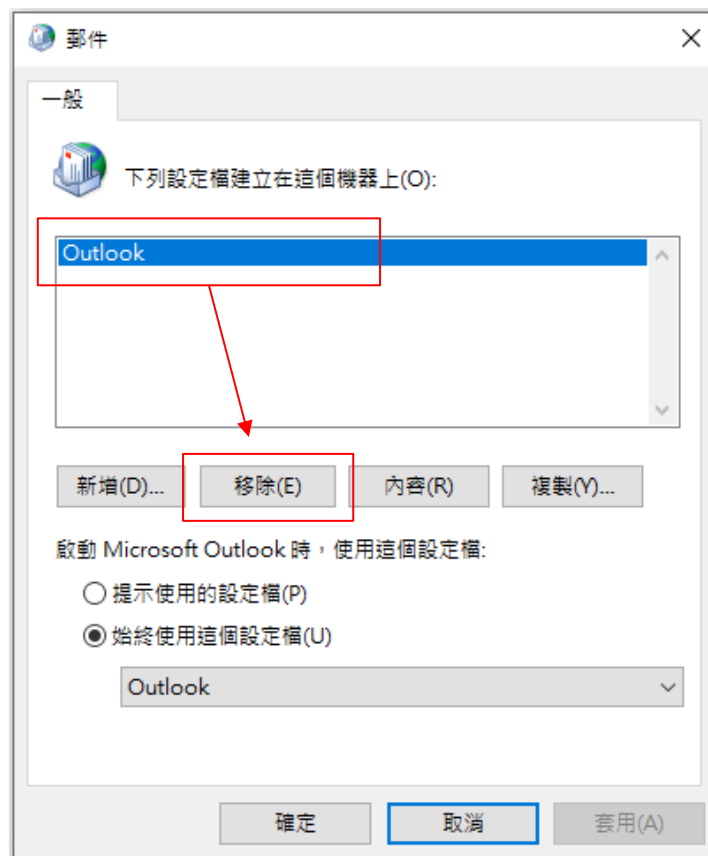 郵件
一般
下列設定檔建立在這個機器上(O):
Outlook
新增(D)... 移除(E) 內容(R) 複製(Y)...
啟動 Microsoft Outlook 時，使用這個設定檔:
提示使用的設定檔(P)
始終使用這個設定檔(U)
Outlook
確定 取消 套用(A)